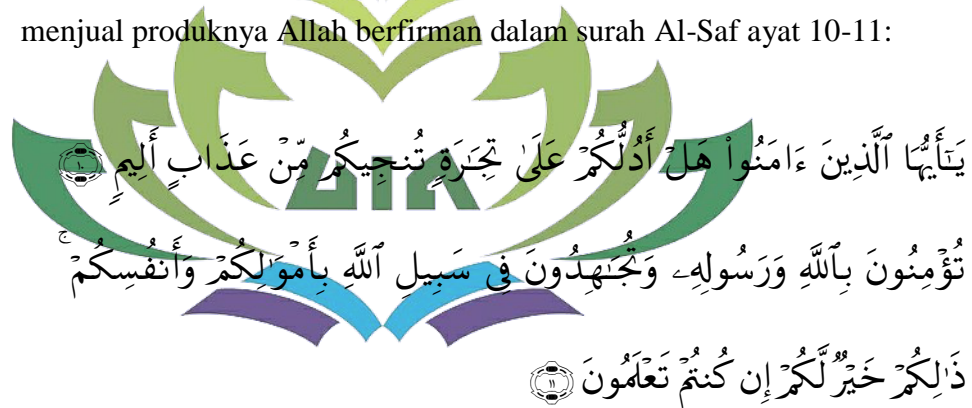 menjual produknya Allah berfirman dalam surah Al-Saf ayat 10-11:
يَـٰٓأَيُّهَا ٱلَّذِينَ ءَامَنُوا۟ هَلْ أَدُلُّكُمْ عَلَىٰ تِجَـٰرَةٍ تُنجِيكُم مِّنْ عَذَابٍ أَلِيمٍ ۝١٠
تُؤْمِنُونَ بِٱللَّهِ وَرَسُولِهِۦ وَتُجَـٰهِدُونَ فِى سَبِيلِ ٱللَّهِ بِأَمْوَٰلِكُمْ وَأَنفُسِكُمْ ۚ
ذَٰلِكُمْ خَيْرٌ لَّكُمْ إِن كُنتُمْ تَعْلَمُونَ ۝١١